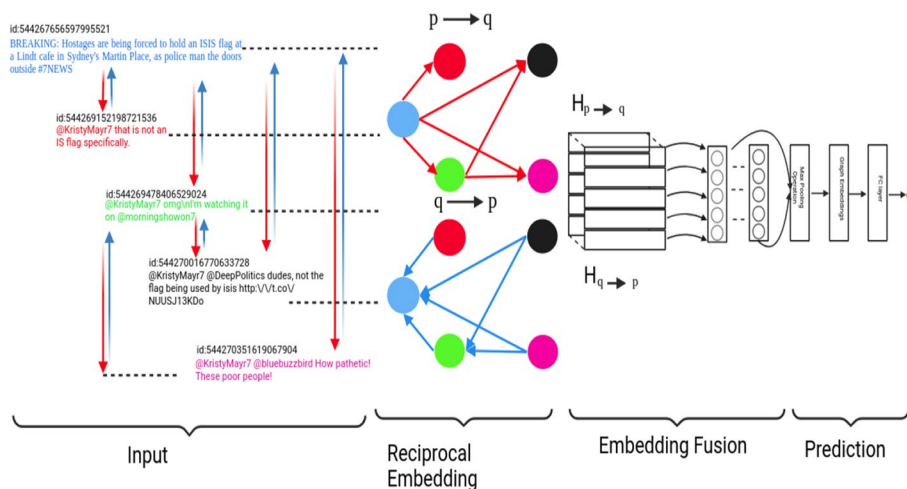 id:544267656597995521
BREAKING: Hostages are being forced to hold an ISIS flag at
a Lindt cafe in Sydney's Martin Place, as police man the doors
outside #7NEWS
id:544269152198721536
@KristyMayr7 that is not an
IS flag specifically.
id:544269478406529024
@KristyMayr7 omg\nI'm watching it
on @morningshowon7
id:544270016770633728
@KristyMayr7 @DeepPolitics dudes, not the
flag being used by isis http:\/\/t.co\/
NUUSJ13KDo
id:544270351619067904
@KristyMayr7 @bluebuzzbird How pathetic!
These poor people!
p → q
q → p
H p → q
H q → p
Max Pooling
Operation
Graph Embeddings
FC layer
Input
Reciprocal
Embedding
Embedding Fusion
Prediction